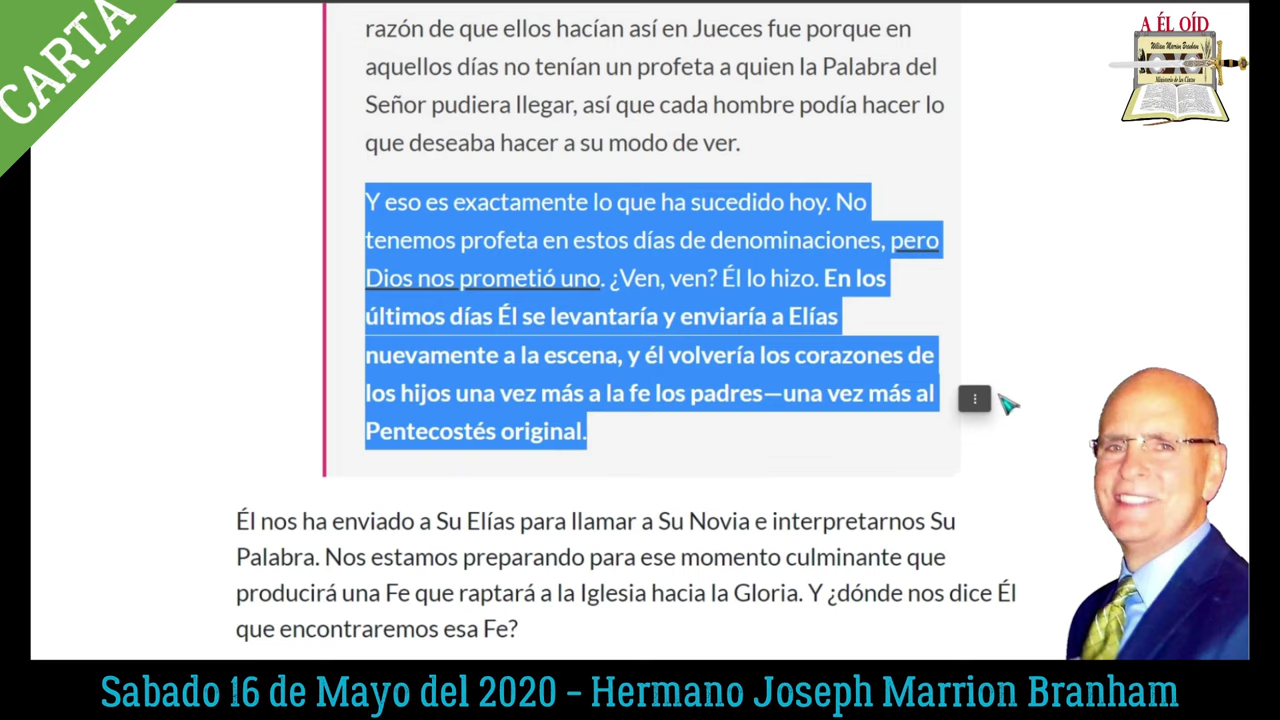 CARTA
A ÉL OÍD
William Marrion Branham
Ministerio de las Cintas
razón de que ellos hacían así en Jueces fue porque en
aquellos días no tenían un profeta a quien la Palabra del
Señor pudiera llegar, así que cada hombre podía hacer lo
que deseaba hacer a su modo de ver.
Y eso es exactamente lo que ha sucedido hoy. No
tenemos profeta en estos días de denominaciones, pero
Dios nos prometió uno. ¿Ven, ven? Él lo hizo. En los
últimos días Él se levantaría y enviaría a Elías
nuevamente a la escena, y él volvería los corazones de
los hijos una vez más a la fe los padres—una vez más al
Pentecostés original.
Él nos ha enviado a Su Elías para llamar a Su Novia e interpretarnos Su
Palabra. Nos estamos preparando para ese momento culminante que
producirá una Fe que raptará a la Iglesia hacia la Gloria. Y ¿dónde nos dice Él
que encontraremos esa Fe?
Sabado 16 de Mayo del 2020 - Hermano Joseph Marrion Branham